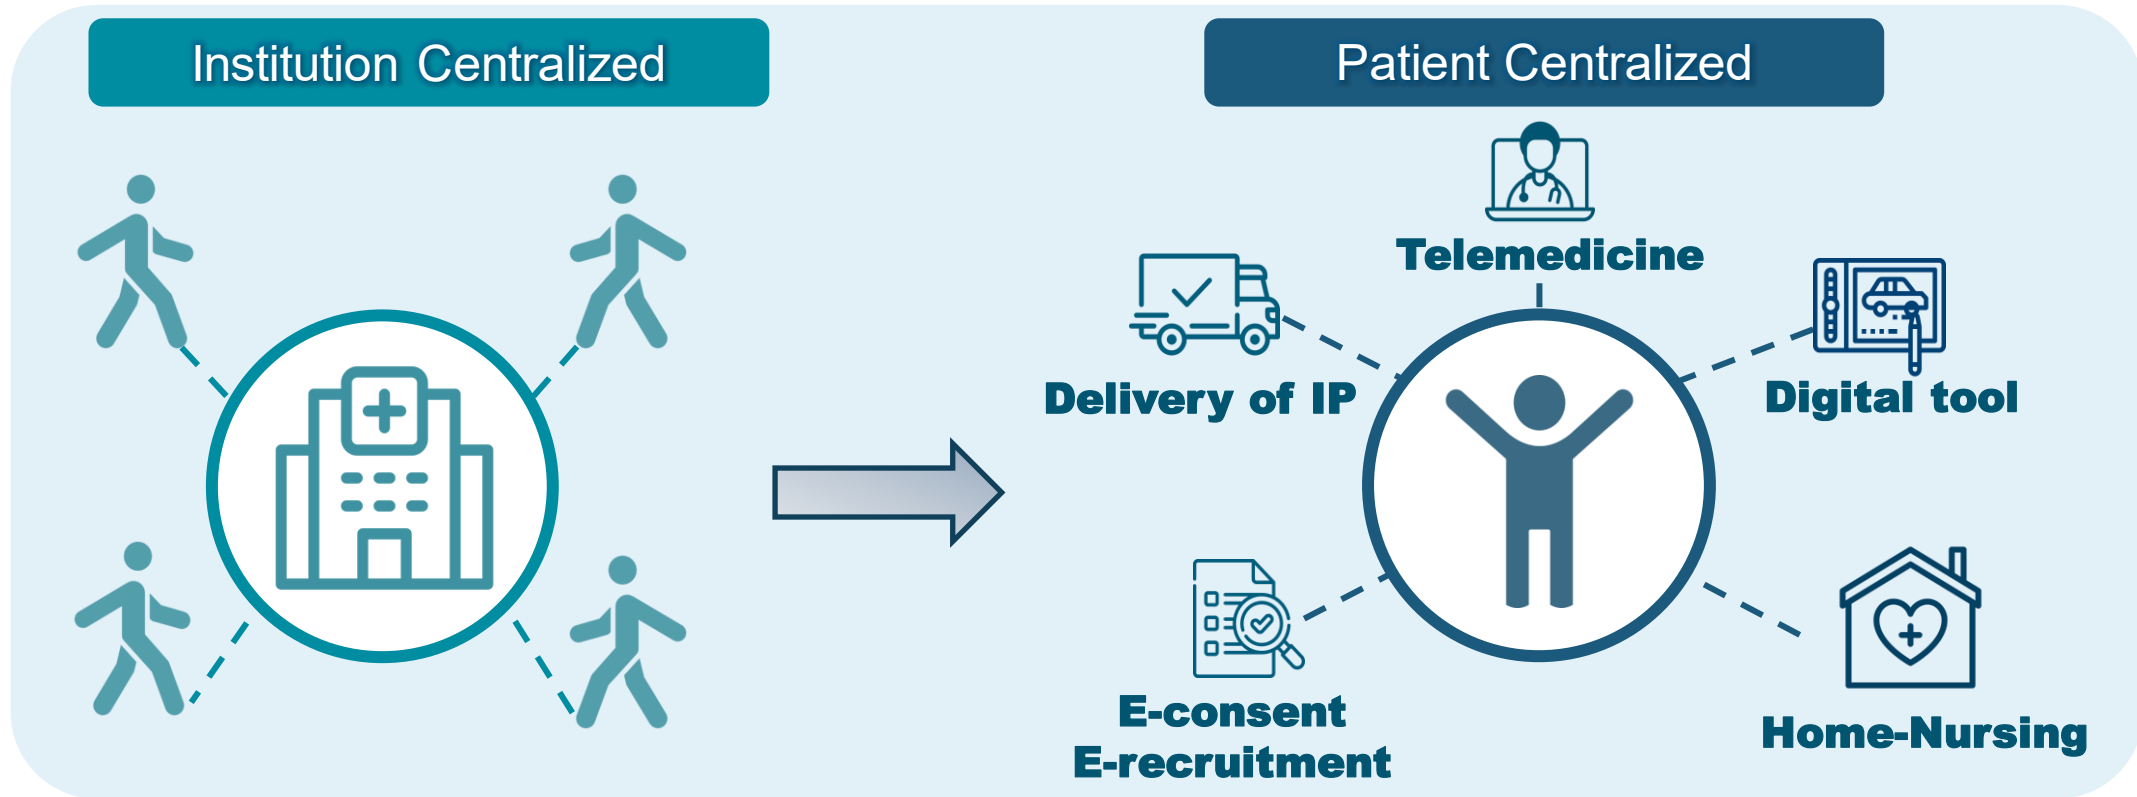 Institution Centralized
Patient Centralized
Telemedicine
Delivery of IP
Digital tool
E-consent
E-recruitment
Home-Nursing